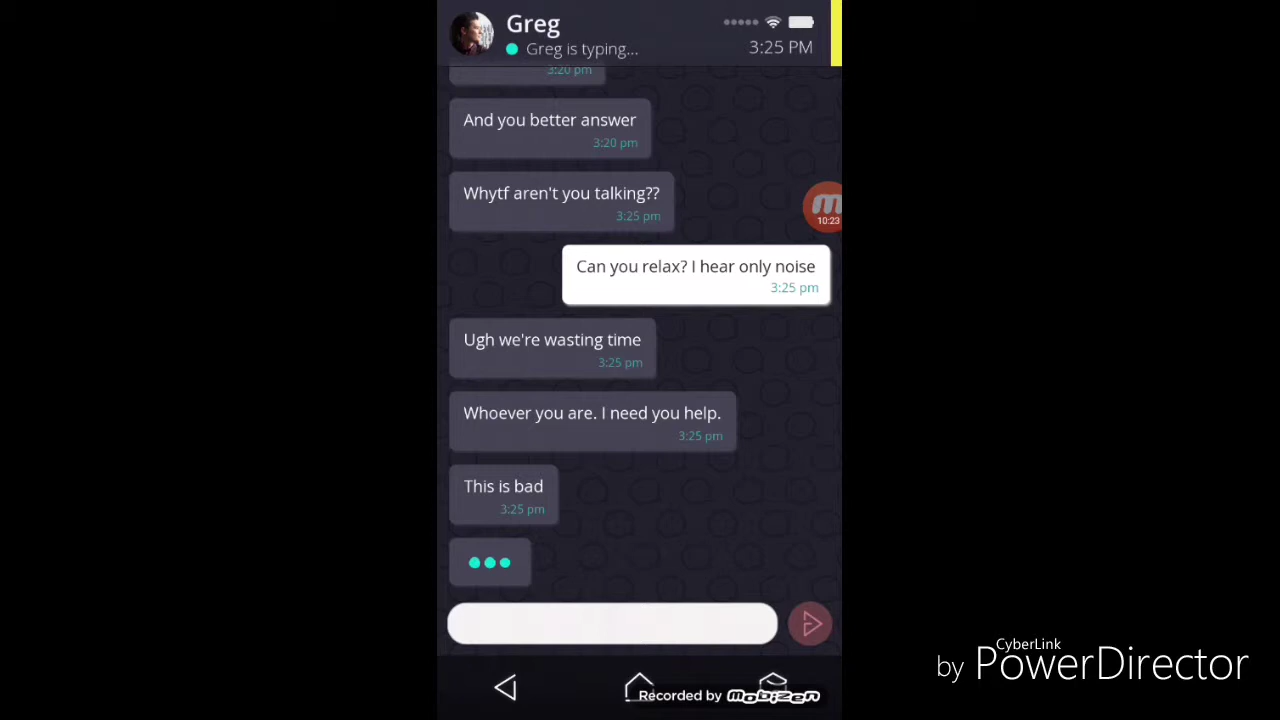 Greg
Greg is typing...
3:25 PM
3:20 pm
And you better answer
3:20 pm
Whytf aren't you talking??
3:25 pm
10:23
Can you relax? I hear only noise
3:25 pm
Ugh we're wasting time
3:25 pm
Whoever you are. I need you help.
3:25 pm
This is bad
3:25 pm
CyberLink
by PowerDirector
Recorded by mobizen